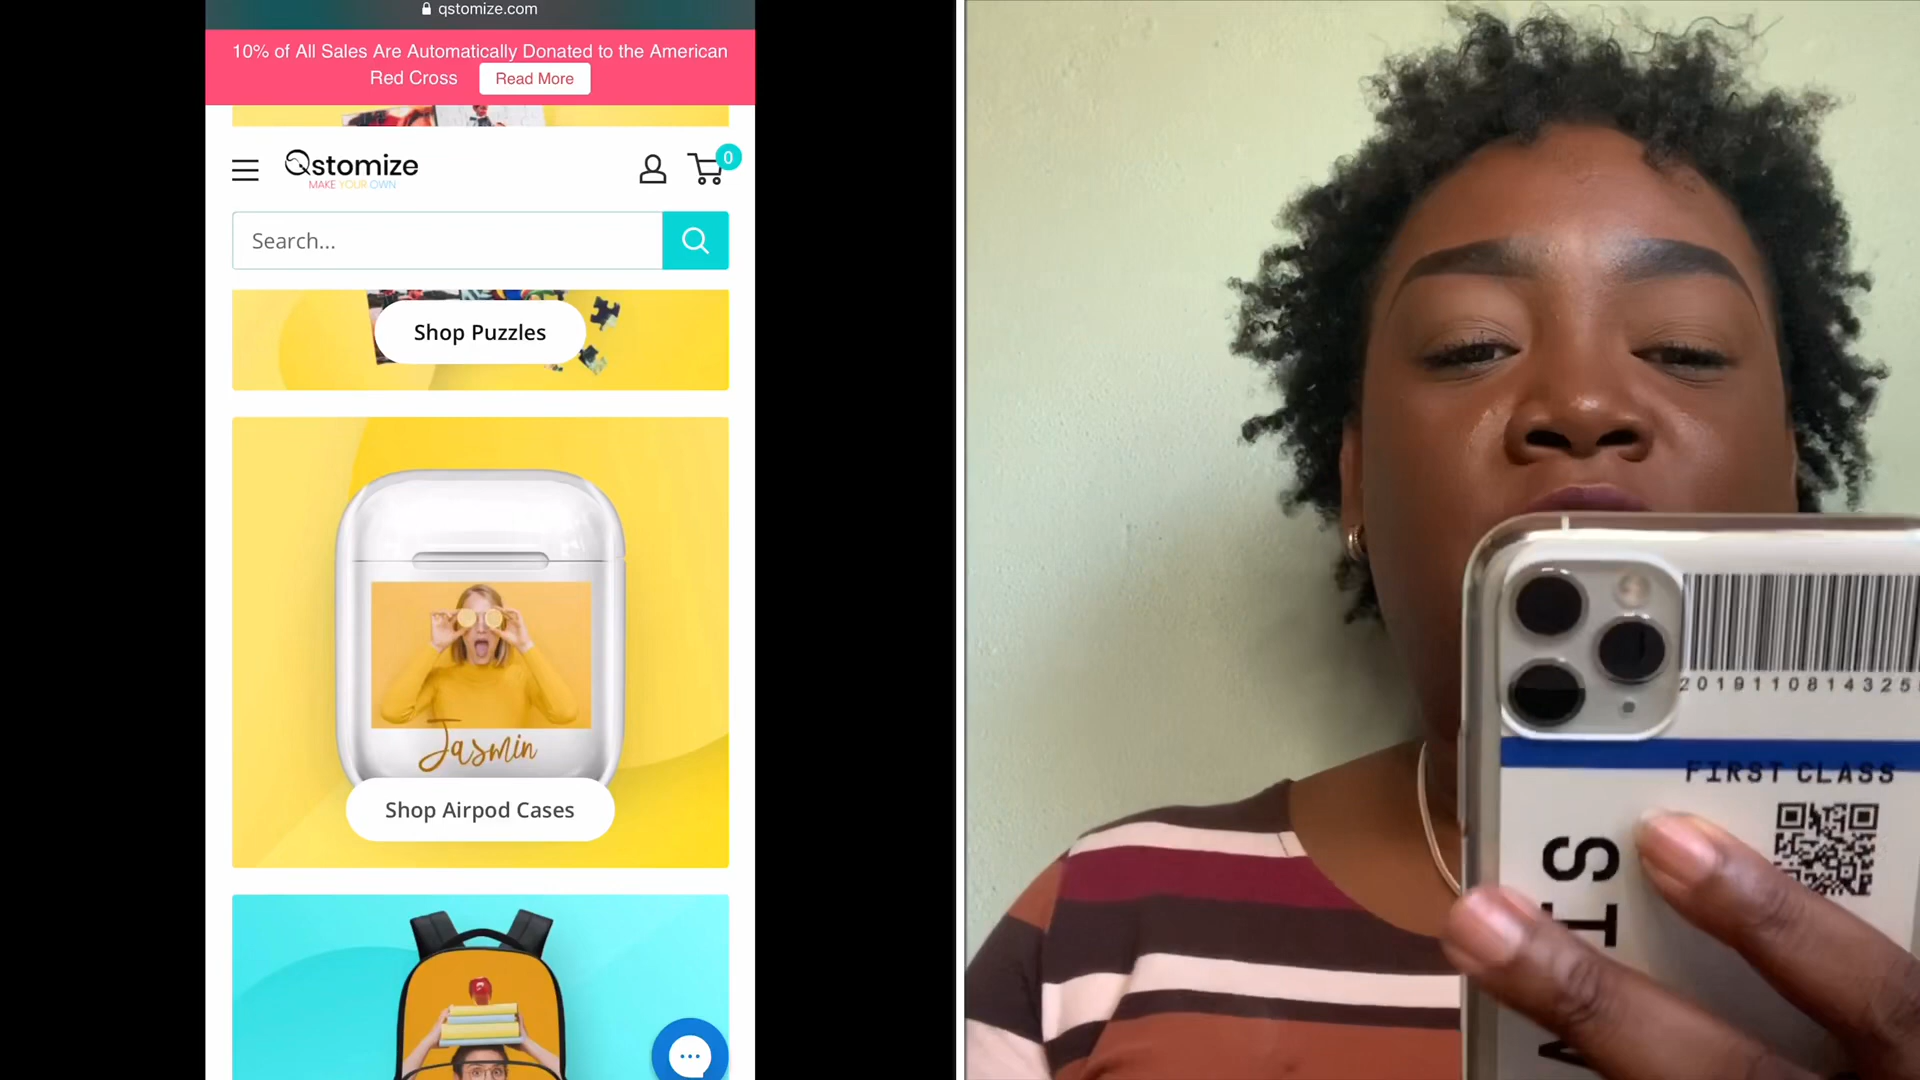 qstomize.com
10% of All Sales Are Automatically Donated to the American
Red Cross Read More
Qstomize
MAKE YOUR OWN
0
Search...
Shop Puzzles
Jasmin
Shop Airpod Cases
2019110814325
FIRST CLASS